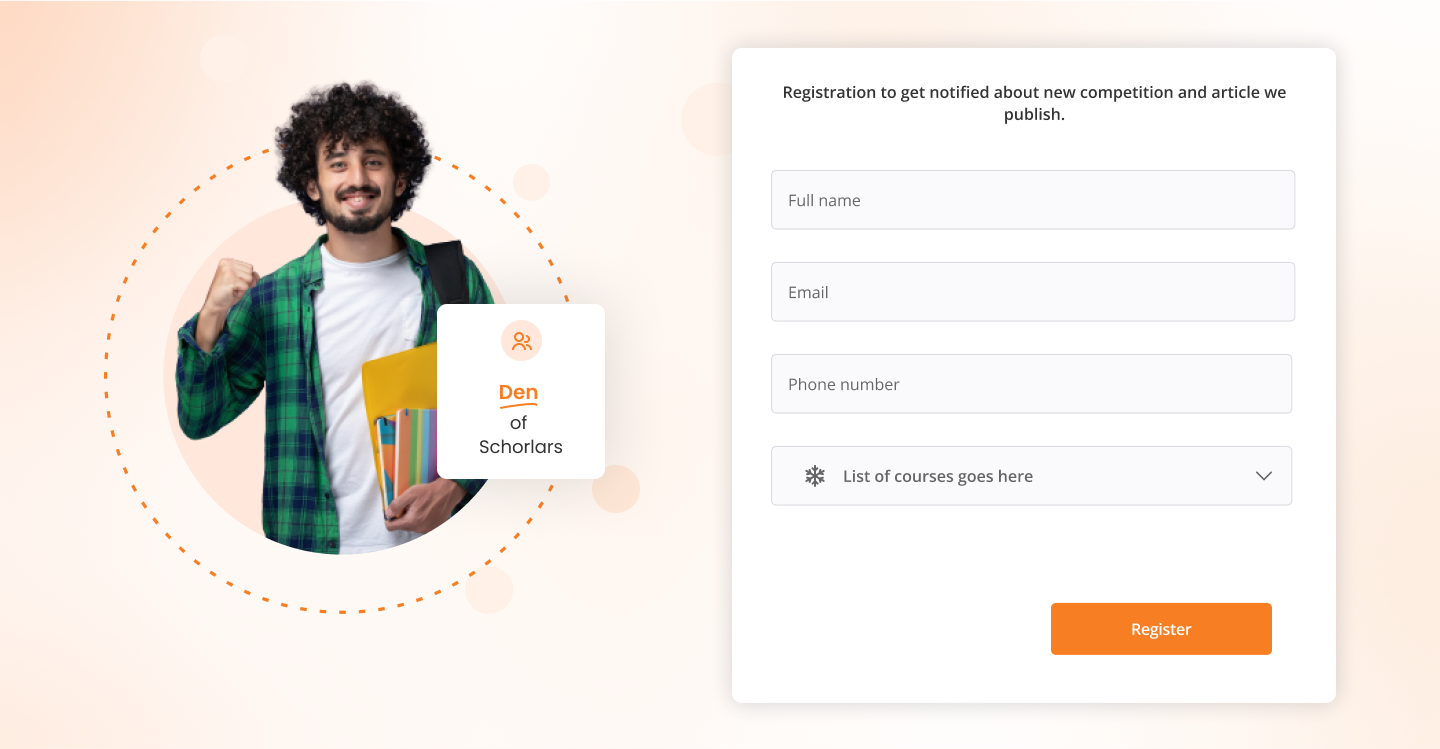 Den
of
Schorlars
Registration to get notified about new competition and article we
publish.
Full name
Email
Phone number
List of courses goes here
Register